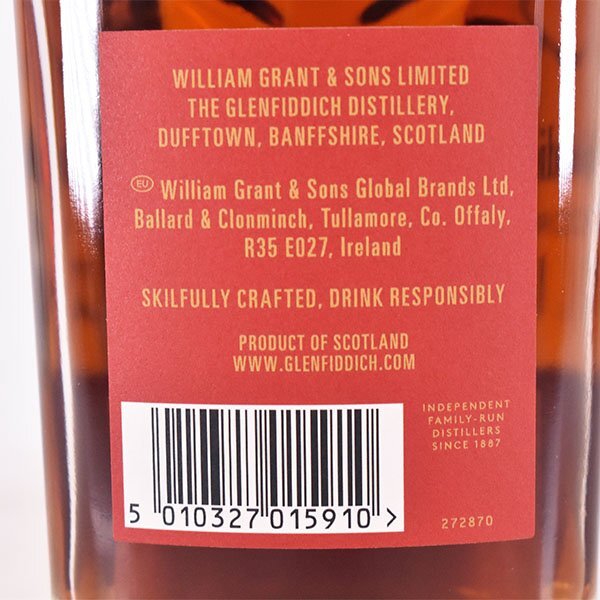 WILLIAM GRANT & SONS LIMITED
THE GLENFIDDICH DISTILLERY,
DUFFTOWN, BANFFSHIRE, SCOTLAND
EU William Grant & Sons Global Brands Ltd,
Ballard & Clonminch, Tullamore, Co. Offaly,
R35 E027, Ireland
SKILFULLY CRAFTED, DRINK RESPONSIBLY
PRODUCT OF SCOTLAND
WWW.GLENFIDDICH.COM
INDEPENDENT
FAMILY-RUN
DISTILLERS
SINCE 1887
5 010327 015910 >
272870